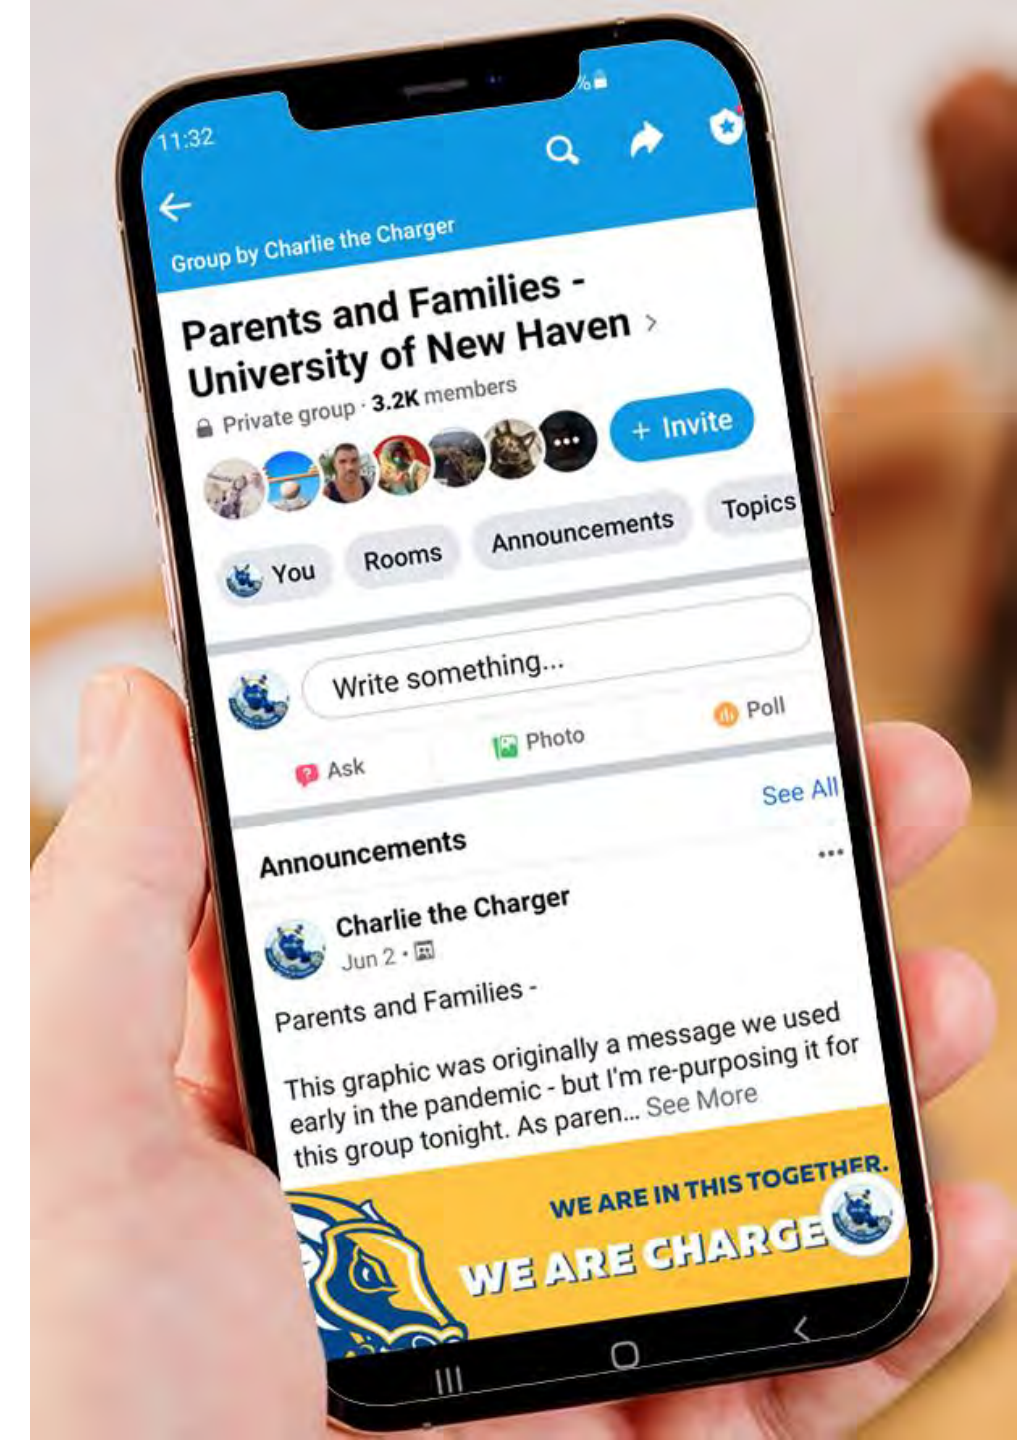 11:32
%
Group by Charlie the Charger
Parents and Families -
University of New Haven >
Private group · 3.2K members
+ Invite
You
Rooms
Announcements
Topics
Write something...
Ask
Photo
Poll
Announcements
See All
Charlie the Charger
Jun 2 ·
Parents and Families -
This graphic was originally a message we used
early in the pandemic - but I'm re-purposing it for
this group tonight. As paren... See More
WE ARE IN THIS TOGETHER.
WE ARE CHARGE